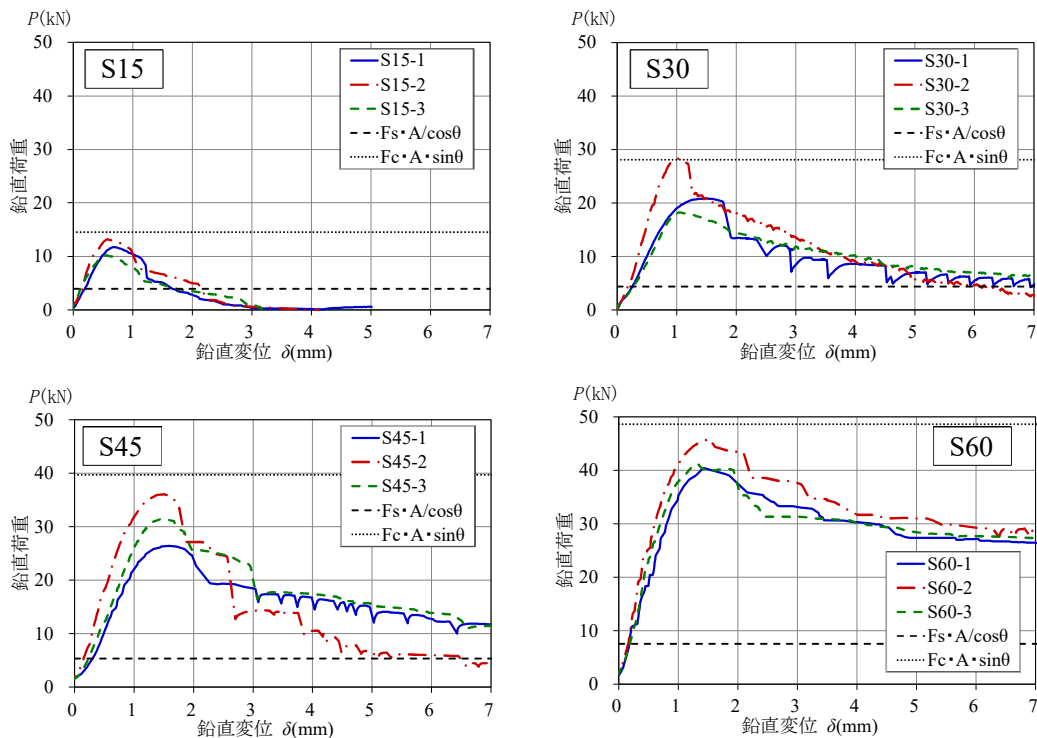 P(kN)
50
40
30
20
10
0
鉛直荷重
S15
S15-1
S15-2
S15-3
Fs・A/cosθ
Fc・A・sinθ
0 1 2 3 4 5 6 7
鉛直変位 δ(mm)
P(kN)
50
40
30
20
10
0
鉛直荷重
S30
S30-1
S30-2
S30-3
Fs・A/cosθ
Fc・A・sinθ
0 1 2 3 4 5 6 7
鉛直変位 δ(mm)
P(kN)
50
40
30
20
10
0
鉛直荷重
S45
S45-1
S45-2
S45-3
Fs・A/cosθ
Fc・A・sinθ
0 1 2 3 4 5 6 7
鉛直変位 δ(mm)
P(kN)
50
40
30
20
10
0
鉛直荷重
S60
S60-1
S60-2
S60-3
Fs・A/cosθ
Fc・A・sinθ
0 1 2 3 4 5 6 7
鉛直変位 δ(mm)